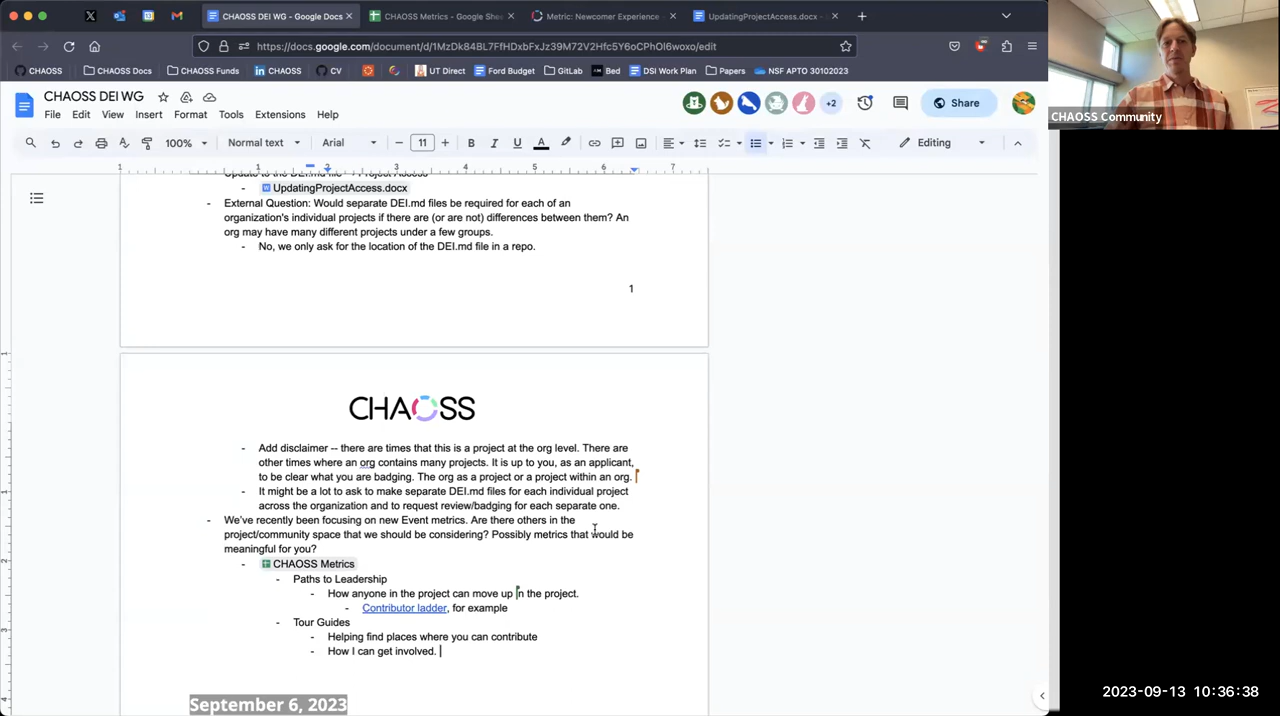 CHAOSS DEI WG - Google Docs
CHAOSS Metrics - Google She
Metric: Newcomer Experience
UpdatingProjectAccess.docx -
https://docs.google.com/document/d/1MzDk84BL7FfHDxbFxJz39M72V2Hfc5Y6oCPhOl6woxo/edit
CHAOSS
CHAOSS Docs
CHAOSS Funds
CHAOSS
CV
UT Direct
Ford Budget
GitLab
Bed
DSI Work Plan
Papers
NSF APTO 30102023
CHAOSS DEI WG
File Edit View Insert Format Tools Extensions Help
+2
Share
100%
Normal text
Arial
11
Editing
1 1 2 3 4 5 6 7
UpdatingProjectAccess.docx
- External Question: Would separate DEI.md files be required for each of an
organization's individual projects if there are (or are not) differences between them? An
org may have many different projects under a few groups.
- No, we only ask for the location of the DEI.md file in a repo.
1
CHAOSS
- Add disclaimer -- there are times that this is a project at the org level. There are
other times where an org contains many projects. It is up to you, as an applicant,
to be clear what you are badging. The org as a project or a project within an org.
- It might be a lot to ask to make separate DEI.md files for each individual project
across the organization and to request review/badging for each separate one.
- We've recently been focusing on new Event metrics. Are there others in the
project/community space that we should be considering? Possibly metrics that would be
meaningful for you?
- CHAOSS Metrics
- Paths to Leadership
- How anyone in the project can move up in the project.
- Contributor ladder, for example
- Tour Guides
- Helping find places where you can contribute
- How I can get involved.
September 6, 2023
CHAOSS Community
2023-09-13 10:36:38